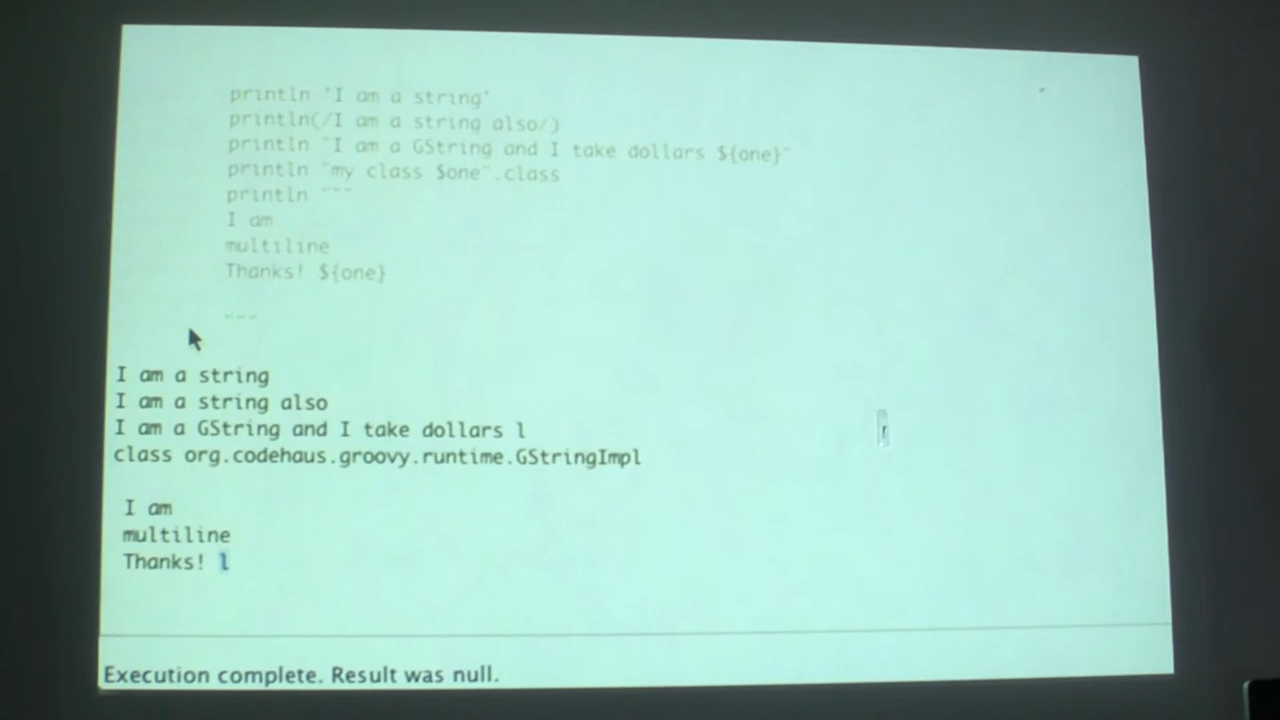 println 'I am a string'
println(/I am a string also/)
println "I am a GString and I take dollars ${one}"
println "my class $one".class
println """
I am
multiline
Thanks! ${one}
"""
I am a string
I am a string also
I am a GString and I take dollars l
class org.codehaus.groovy.runtime.GStringImpl
I am
multiline
Thanks! l
Execution complete. Result was null.